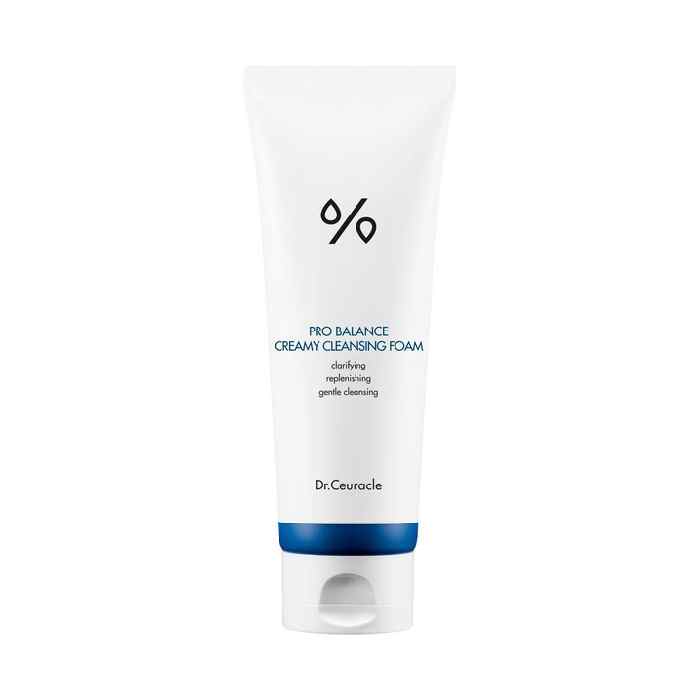 %
PRO BALANCE
CREAMY CLEANSING FOAM
clarifying
replenishing
gentle cleansing
Dr.Ceuracle